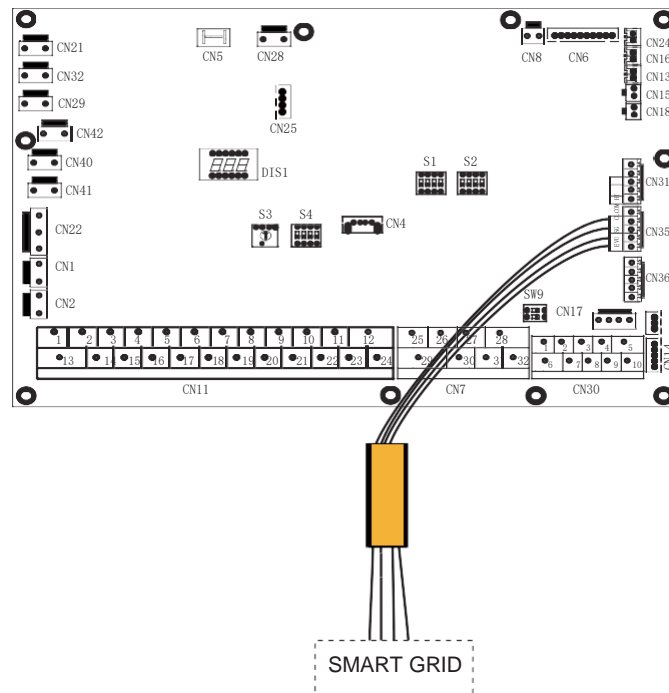 CN21
CN32
CN29
CN42
CN40
CN41
CN22
CN1
CN2
CN5
CN28
CN25
DIS1
S1 S2
S3 S4
CN4
CN8 CN6
CN24
CN16
CN13
CN15
CN18
CN31
CN35
CN36
SW9 CN17
CN14
1 2 3 4 5 6 7 8 9 10 11 12
13 14 15 16 17 18 19 20 21 22 23 24
CN11
25 26 27 28
29 30 3 32
CN7
1 2 3 4 5
6 7 8 9 10
CN30
SMART GRID